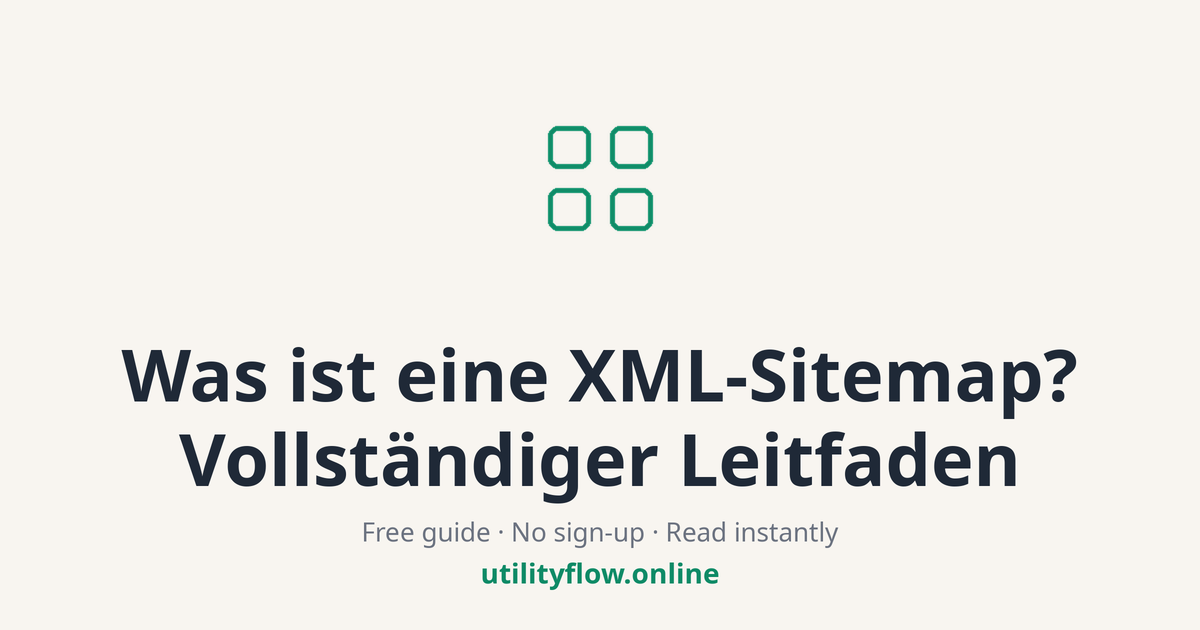 Was ist eine XML-Sitemap?
Vollständiger Leitfaden
Free guide · No sign-up · Read instantly
utilityflow.online